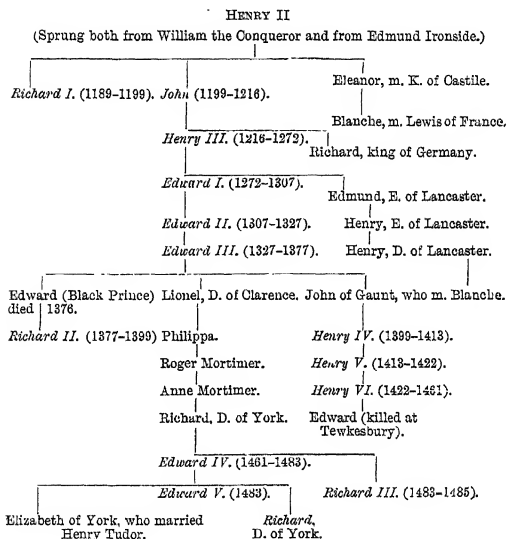 HENRY II
(Sprung both from William the Conqueror and from Edmund Ironside.)
Richard I. (1189-1199). John (1199-1216).
Eleanor, m. K. of Castile.
Blanche, m. Lewis of France.
Henry III. (1216-1272).
Richard, king of Germany.
Edward I. (1272-1307).
Edmund, E. of Lancaster.
Edward II. (1307-1327).
Henry, E. of Lancaster.
Edward III. (1327-1377).
Henry, D. of Lancaster.
Edward (Black Prince) Lionel, D. of Clarence. John of Gaunt, who m. Blanche.
died 1376.
Richard II. (1377-1399) Philippa.
Henry IV. (1399-1413).
Roger Mortimer.
Henry V. (1413-1422).
Anne Mortimer.
Henry VI. (1422-1461).
Richard, D. of York.
Edward (killed at
Tewkesbury).
Edward IV. (1461-1483).
Edward V. (1483).
Richard III. (1483-1485).
Elizabeth of York, who married
Henry Tudor.
Richard,
D. of York.